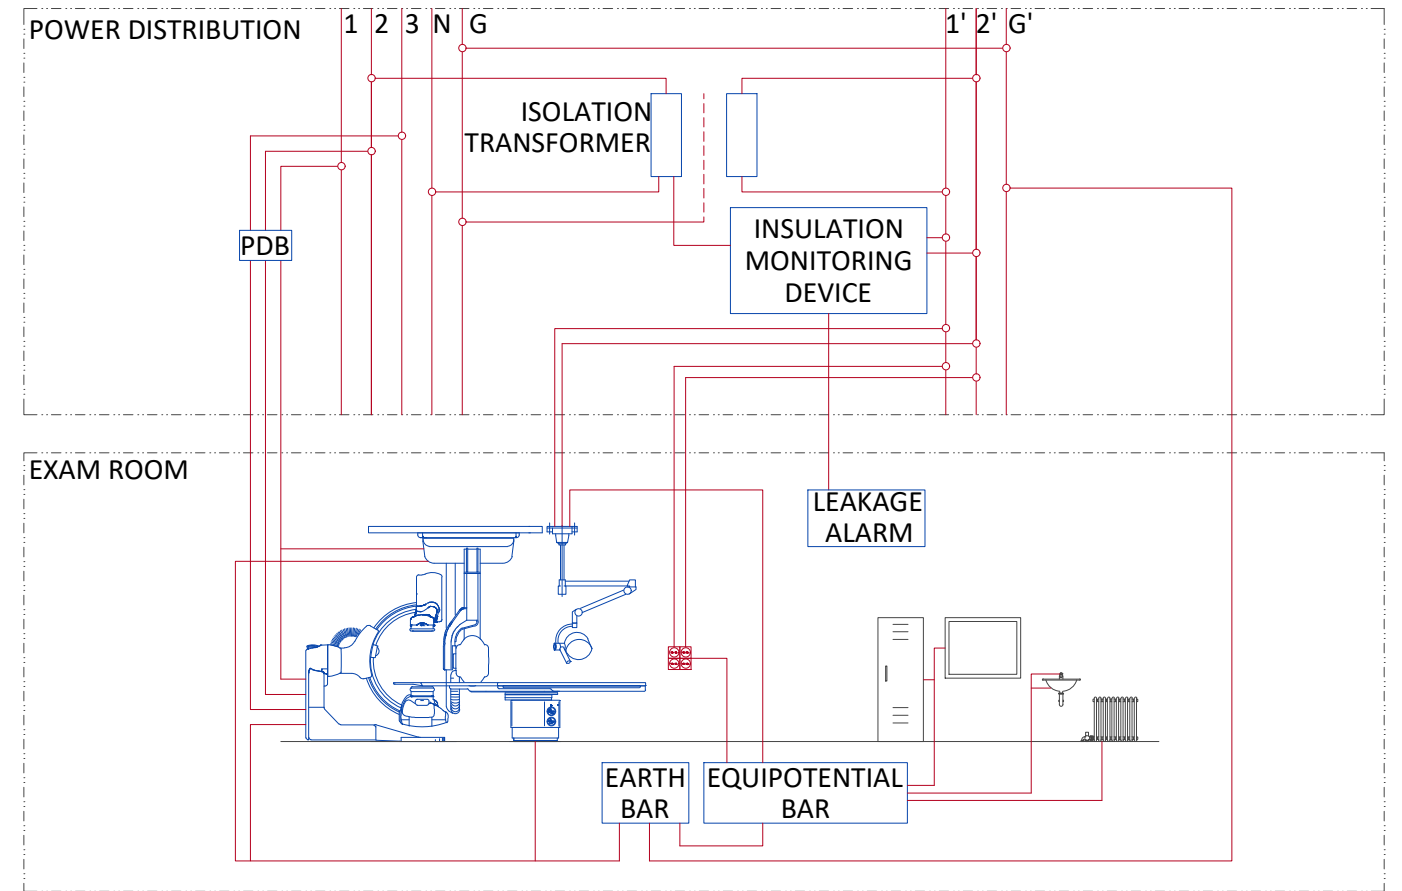 POWER DISTRIBUTION
1 2 3 N G 1' 2' G'
ISOLATION
TRANSFORMER
PDB
INSULATION
MONITORING
DEVICE
EXAM ROOM
LEAKAGE
ALARM
EARTH
BAR
EQUIPOTENTIAL
BAR